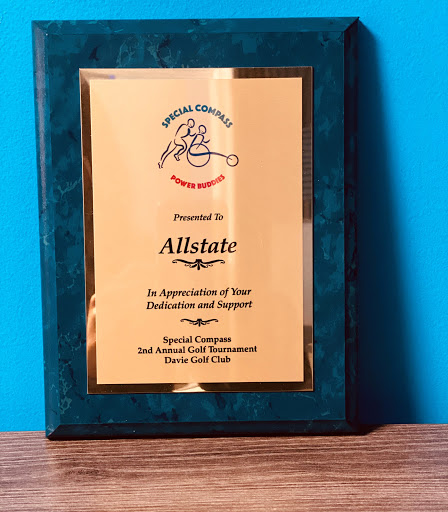 SPECIAL COMPASS
POWER BUDDIES
Presented To
Allstate
In Appreciation of Your
Dedication and Support
Special Compass
2nd Annual Golf Tournament
Davie Golf Club